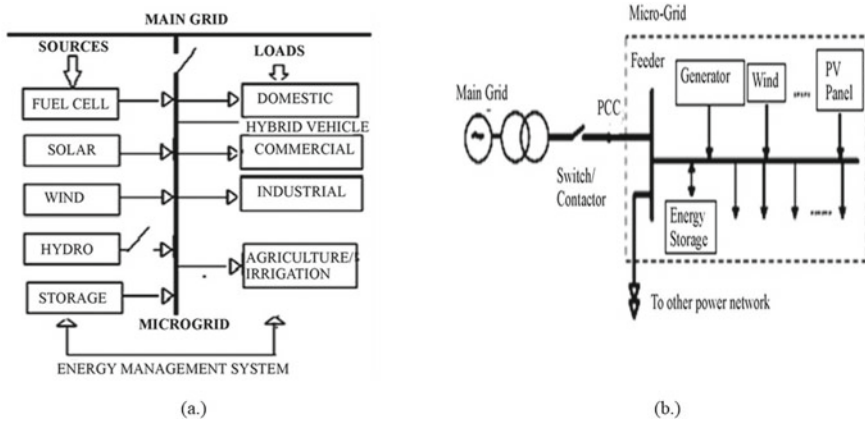 MAIN GRID
SOURCES
LOADS
FUEL CELL
DOMESTIC
HYBRID VEHICLE
SOLAR
COMMERCIAL
WIND
INDUSTRIAL
HYDRO
AGRICULTURE/
IRRIGATION
STORAGE
MICROGRID
ENERGY MANAGEMENT SYSTEM
(a.)
Micro-Grid
Feeder
Generator
Wind
PV
Panel
Main Grid
PCC
Switch/
Contactor
Energy
Storage
To other power network
(b.)